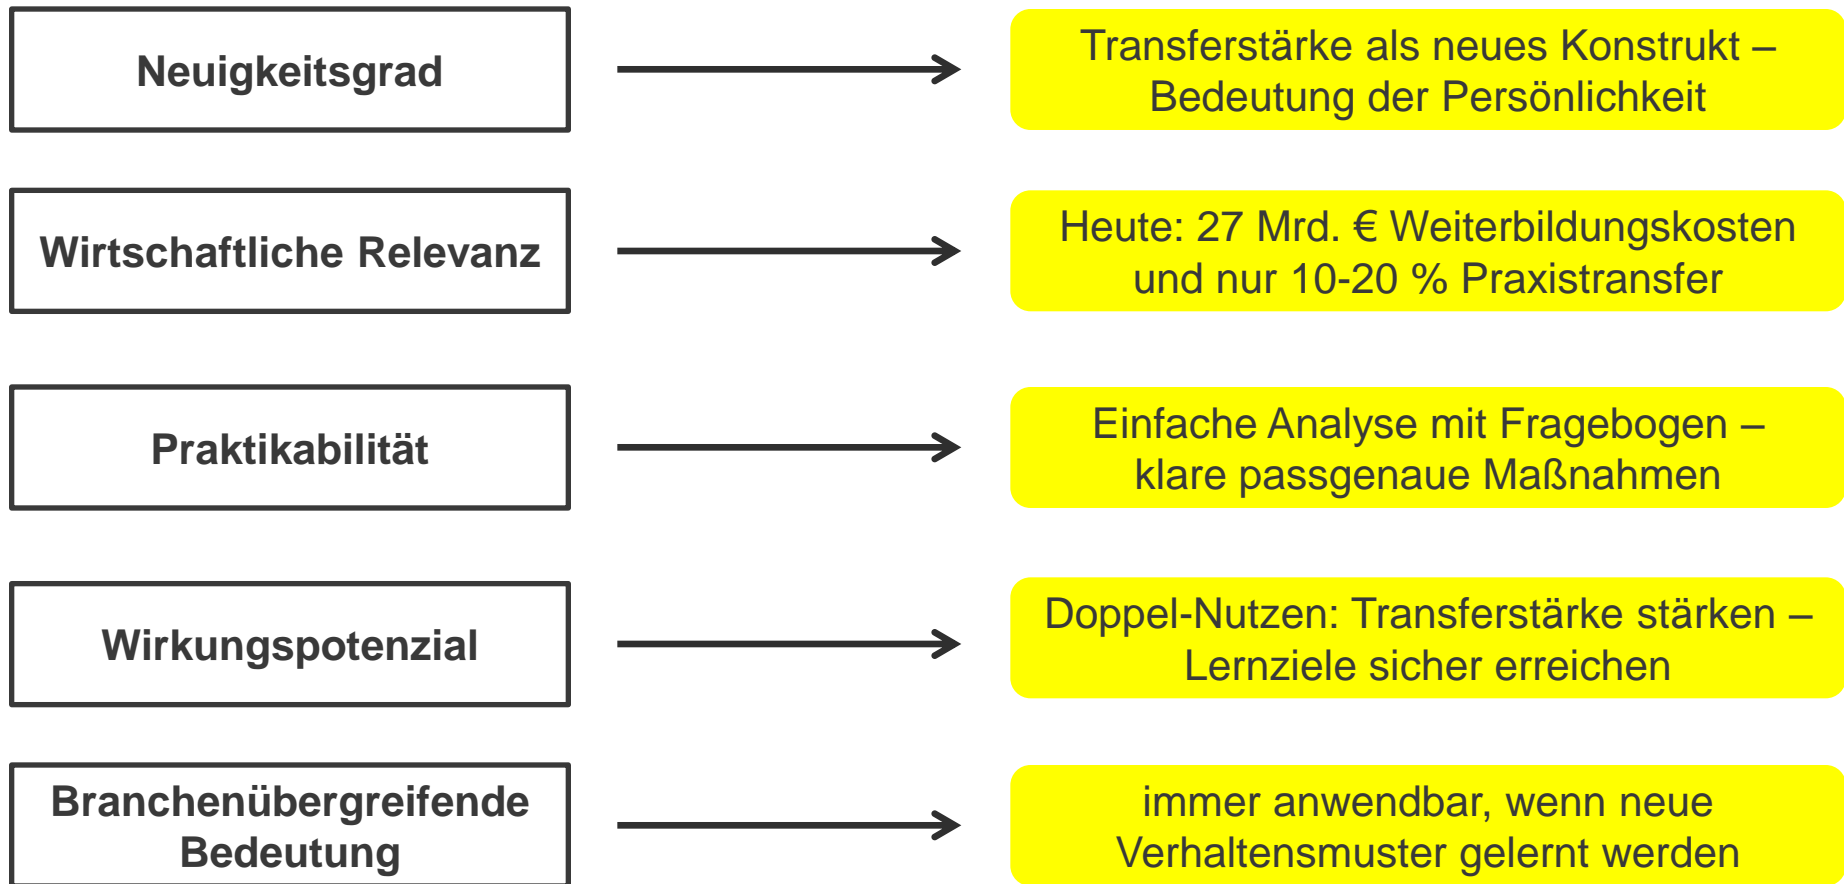 Neuigkeitsgrad
Transferstärke als neues Konstrukt –
Bedeutung der Persönlichkeit
Wirtschaftliche Relevanz
Heute: 27 Mrd. € Weiterbildungskosten
und nur 10-20 % Praxistransfer
Praktikabilität
Einfache Analyse mit Fragebogen –
klare passgenaue Maßnahmen
Wirkungspotenzial
Doppel-Nutzen: Transferstärke stärken –
Lernziele sicher erreichen
Branchenübergreifende
Bedeutung
immer anwendbar, wenn neue
Verhaltensmuster gelernt werden